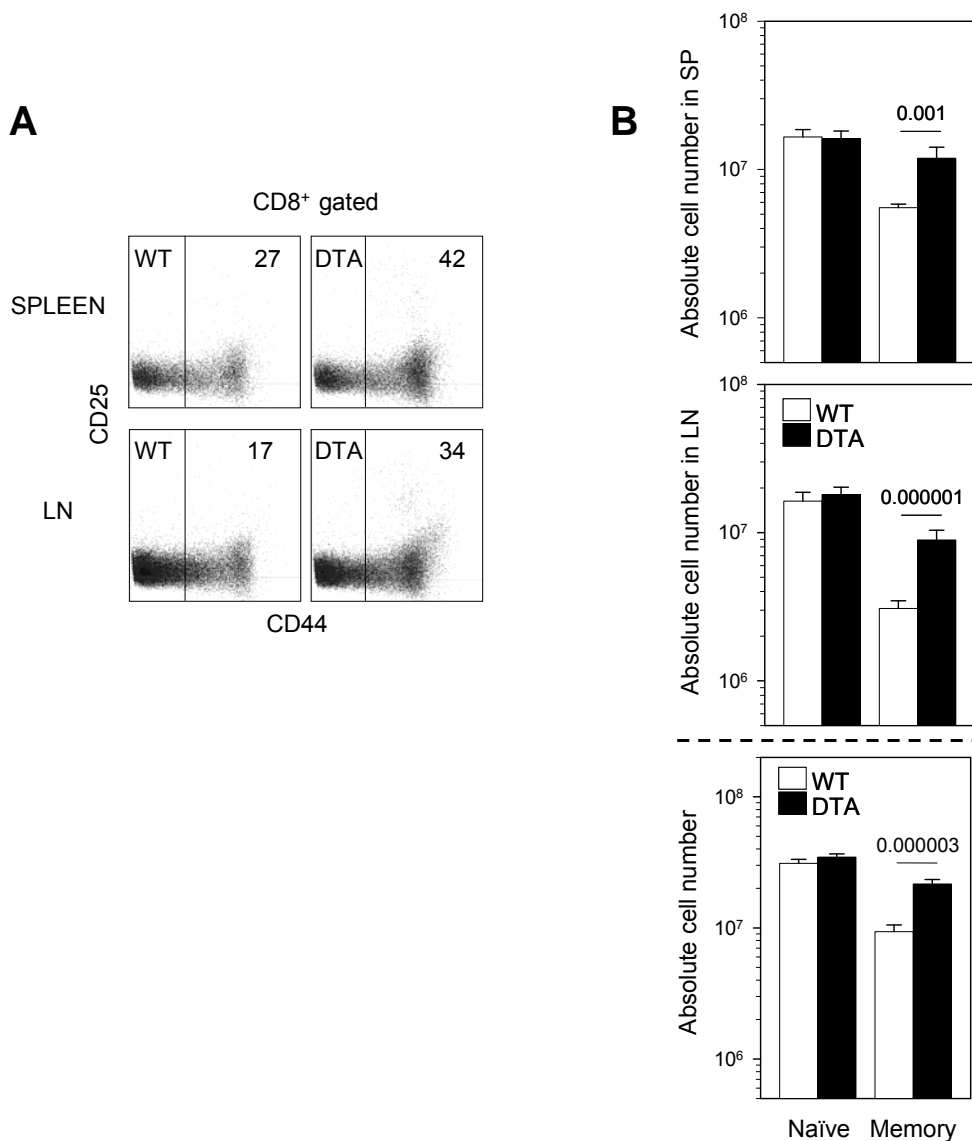 A
CD8⁺ gated
SPLEEN
WT 27
DTA 42
CD25
LN
WT 17
DTA 34
CD44
B
Absolute cell number in SP
10⁸
10⁷
10⁶
0.001
Absolute cell number in LN
10⁸
10⁷
10⁶
WT
DTA
0.000001
Absolute cell number
10⁸
10⁷
10⁶
WT
DTA
0.000003
Naïve Memory